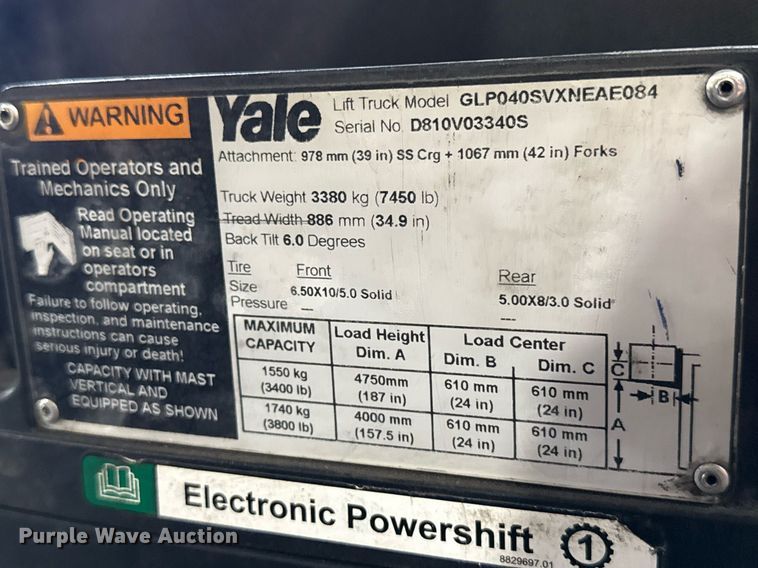 WARNING
Trained Operators and
Mechanics Only
Read Operating
Manual located
on seat or in
operators
compartment
Failure to follow operating,
inspection, and maintenance
instructions can cause
serious injury or death!
CAPACITY WITH MAST
VERTICAL AND
EQUIPPED AS SHOWN
Yale Lift Truck Model GLP040SVXNEAE084
Serial No. D810V03340S
Attachment: 978 mm (39 in) SS Crg + 1067 mm (42 in) Forks
Truck Weight 3380 kg (7450 lb)
Tread Width 886 mm (34.9 in)
Back Tilt 6.0 Degrees
Tire Front Rear
Size 6.50X10/5.0 Solid 5.00X8/3.0 Solid
Pressure --- ---
MAXIMUM CAPACITY Load Height Dim. A Load Center Dim. B Dim. C
1550 kg (3400 lb) 4750mm (187 in) 610 mm (24 in) 610 mm (24 in)
1740 kg (3800 lb) 4000 mm (157.5 in) 610 mm (24 in) 610 mm (24 in)
C
B
A
Electronic Powershift 1
8829697.01
Purple Wave Auction